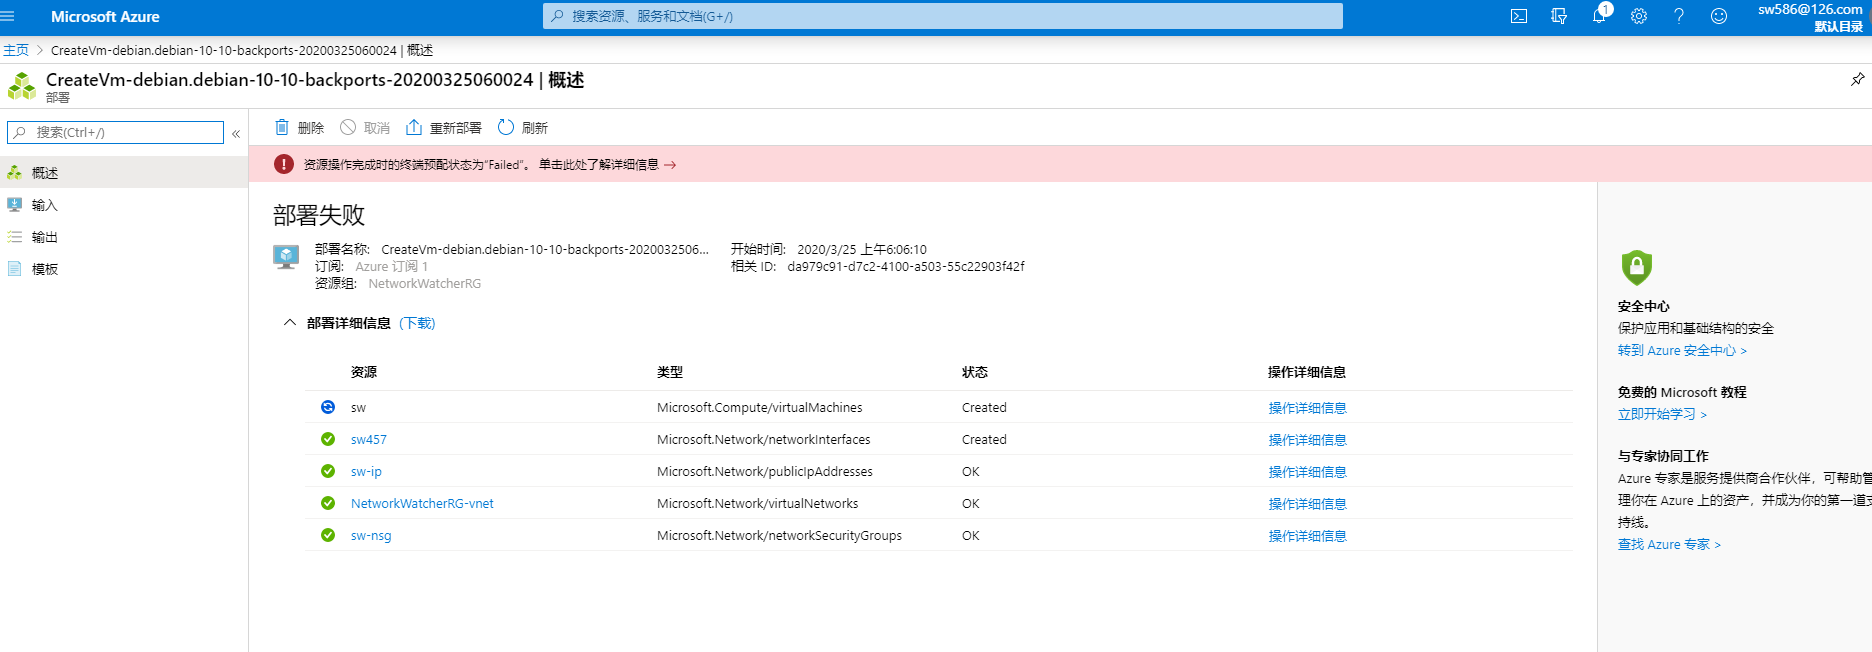 Microsoft Azure
搜索资源、服务和文档(G+/)
1
sw586@126.com
默认目录
主页 > CreateVm-debian.debian-10-10-backports-20200325060024 | 概述
CreateVm-debian.debian-10-10-backports-20200325060024 | 概述
部署
搜索(Ctrl+/)
«
概述
输入
输出
模板
删除 取消 重新部署 刷新
资源操作完成时的终端预配状态为“Failed”。 单击此处了解详细信息 →
部署失败
部署名称: CreateVm-debian.debian-10-10-backports-202003250​6...
订阅: Azure 订阅 1
资源组: NetworkWatcherRG
开始时间: 2020/3/25 上午6:06:10
相关 ID: da979c91-d7c2-4100-a503-55c22903f42f
部署详细信息 (下载)
资源 类型 状态 操作详细信息
sw Microsoft.Compute/virtualMachines Created 操作详细信息
sw457 Microsoft.Network/networkInterfaces Created 操作详细信息
sw-ip Microsoft.Network/publicIpAddresses OK 操作详细信息
NetworkWatcherRG-vnet Microsoft.Network/virtualNetworks OK 操作详细信息
sw-nsg Microsoft.Network/networkSecurityGroups OK 操作详细信息
安全中心
保护应用和基础结构的安全
转到 Azure 安全中心 >
免费的 Microsoft 教程
立即开始学习 >
与专家协同工作
Azure 专家是服务提供商合作伙伴，可帮助管
理你在 Azure 上的资产，并成为你的第一道支
持线。
查找 Azure 专家 >